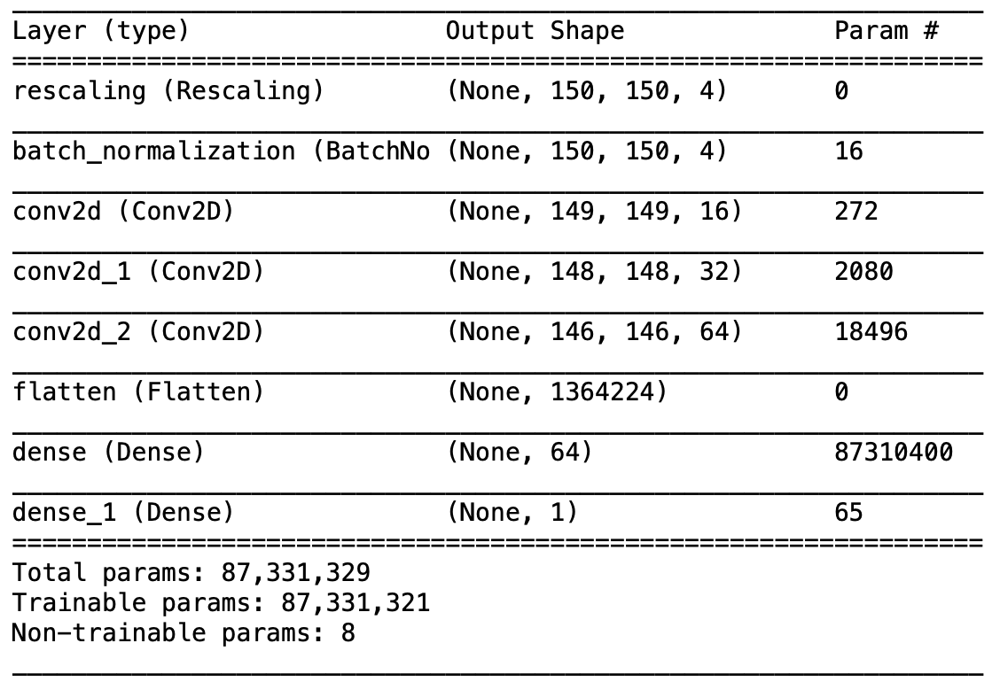 Layer (type) Output Shape Param #
=================================================================
rescaling (Rescaling) (None, 150, 150, 4) 0
_________________________________________________________________
batch_normalization (BatchNo (None, 150, 150, 4) 16
_________________________________________________________________
conv2d (Conv2D) (None, 149, 149, 16) 272
_________________________________________________________________
conv2d_1 (Conv2D) (None, 148, 148, 32) 2080
_________________________________________________________________
conv2d_2 (Conv2D) (None, 146, 146, 64) 18496
_________________________________________________________________
flatten (Flatten) (None, 1364224) 0
_________________________________________________________________
dense (Dense) (None, 64) 87310400
_________________________________________________________________
dense_1 (Dense) (None, 1) 65
=================================================================
Total params: 87,331,329
Trainable params: 87,331,321
Non-trainable params: 8
_________________________________________________________________